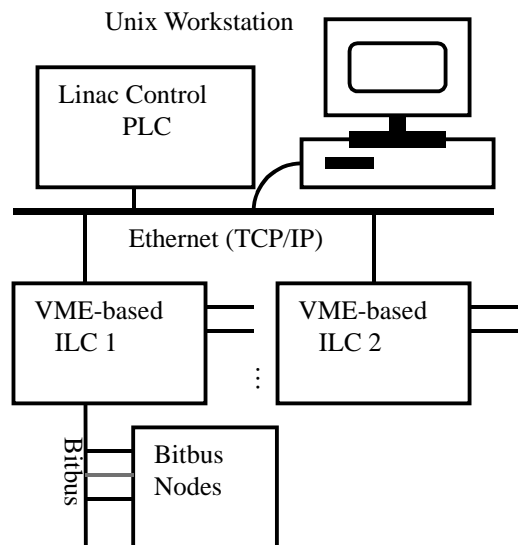 Unix Workstation
Linac Control
PLC
Ethernet (TCP/IP)
VME-based
ILC 1
VME-based
ILC 2
...
Bitbus
Bitbus
Nodes